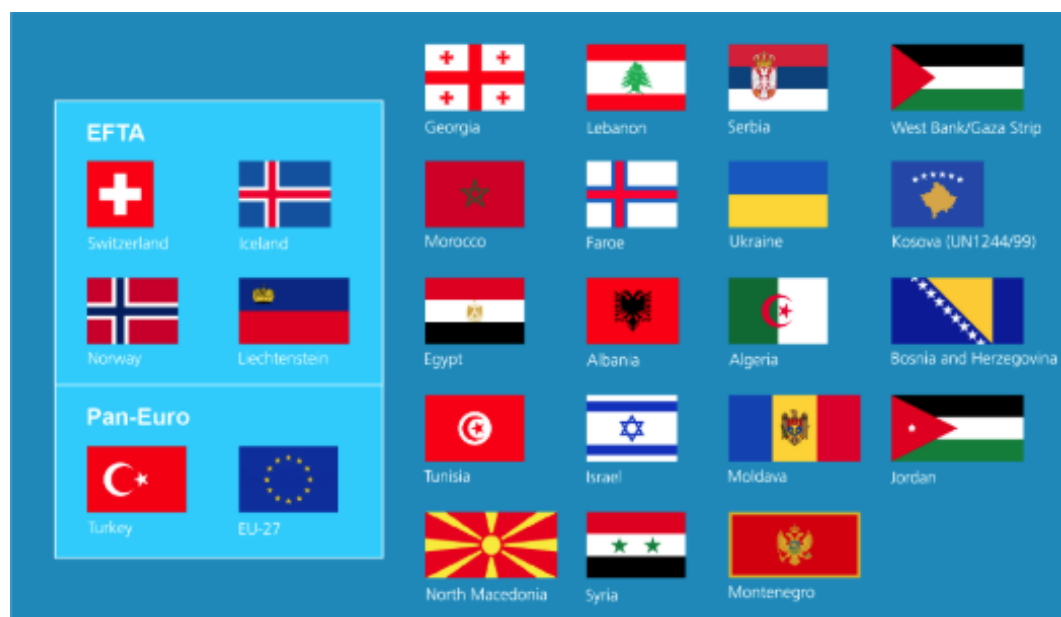 EFTA
Switzerland
Iceland
Norway
Liechtenstein
Pan-Euro
Turkey
EU-27
Georgia
Lebanon
Serbia
West Bank/Gaza Strip
Morocco
Faroe
Ukraine
Kosova (UN1244/99)
Egypt
Albania
Algeria
Bosnia and Herzegovina
Tunisia
Israel
Moldava
Jordan
North Macedonia
Syria
Montenegro